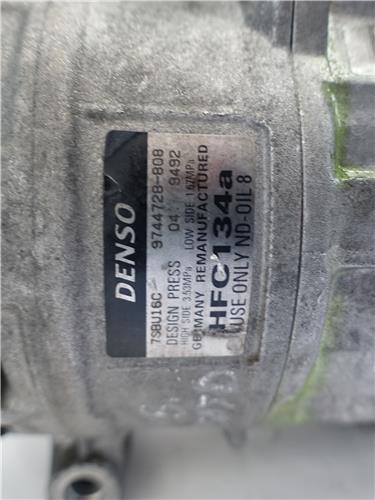 DENSO
7SBU16C 9744728-808
DESIGN PRESS 04 9492
HIGH SIDE 3.53MPa LOW SIDE 1.67MPa
GERMANY REMANUFACTURED
HFC134a
USE ONLY ND-OIL 8